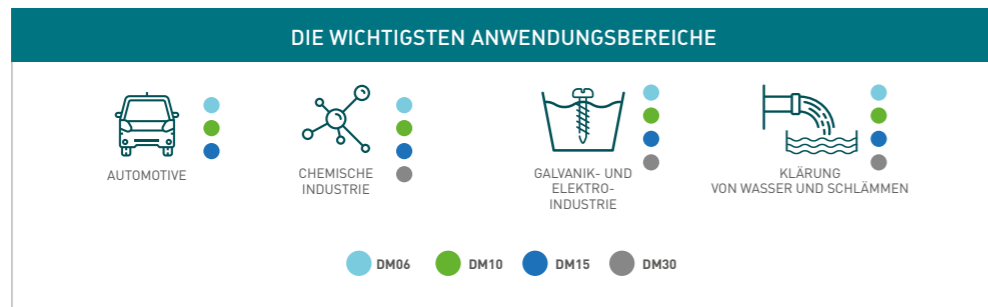 DIE WICHTIGSTEN ANWENDUNGSBEREICHE
AUTOMOTIVE
CHEMISCHE
INDUSTRIE
GALVANIK- UND
ELEKTRO-
INDUSTRIE
KLÄRUNG
VON WASSER UND SCHLÄMMEN
DM06
DM10
DM15
DM30